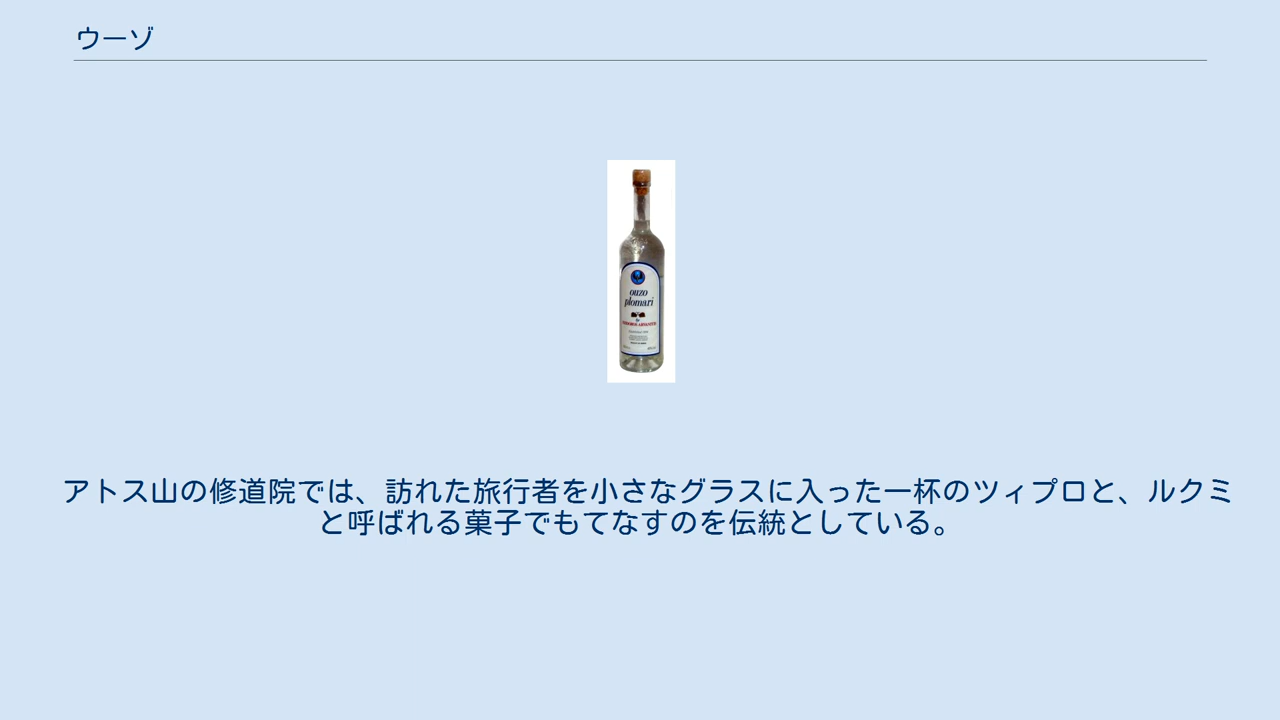 ウーゾ
ouzo
plomari
アトス山の修道院では、訪れた旅行者を小さなグラスに入った一杯のツィプロと、ルクミ
と呼ばれる菓子でもてなすのを伝統としている。